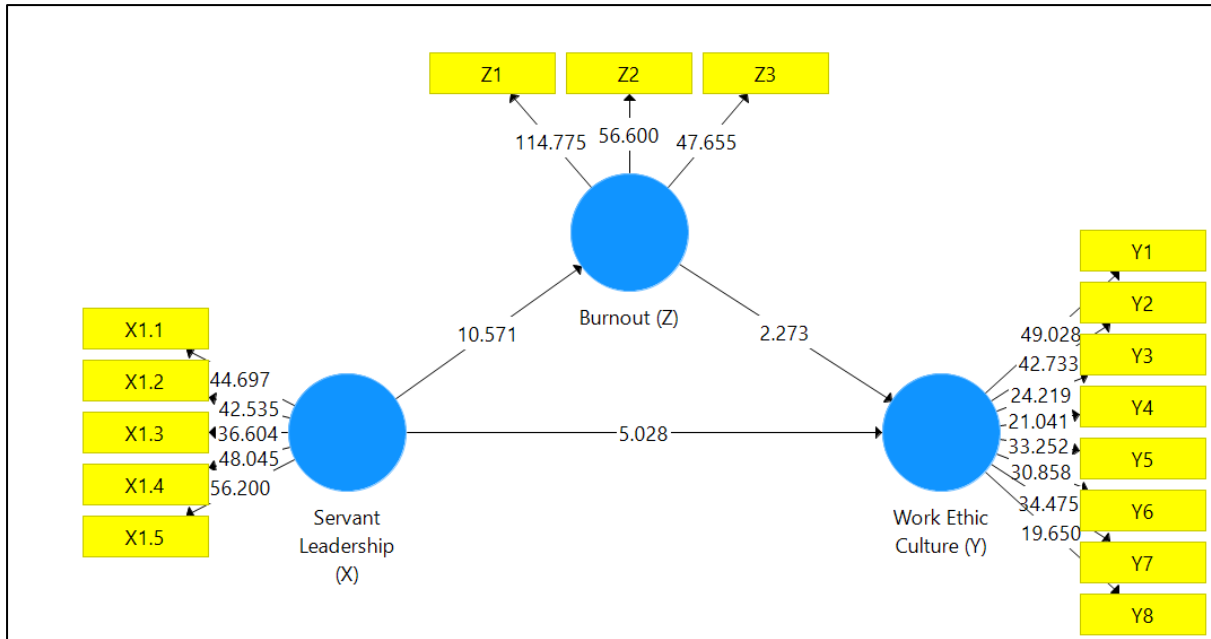 Z1
Z2
Z3
114.775
56.600
47.655
Burnout (Z)
10.571
2.273
5.028
X1.1
X1.2
X1.3
X1.4
X1.5
44.697
42.535
36.604
48.045
56.200
Servant
Leadership
(X)
Work Ethic
Culture (Y)
49.028
42.733
24.219
21.041
33.252
30.858
34.475
19.650
Y1
Y2
Y3
Y4
Y5
Y6
Y7
Y8